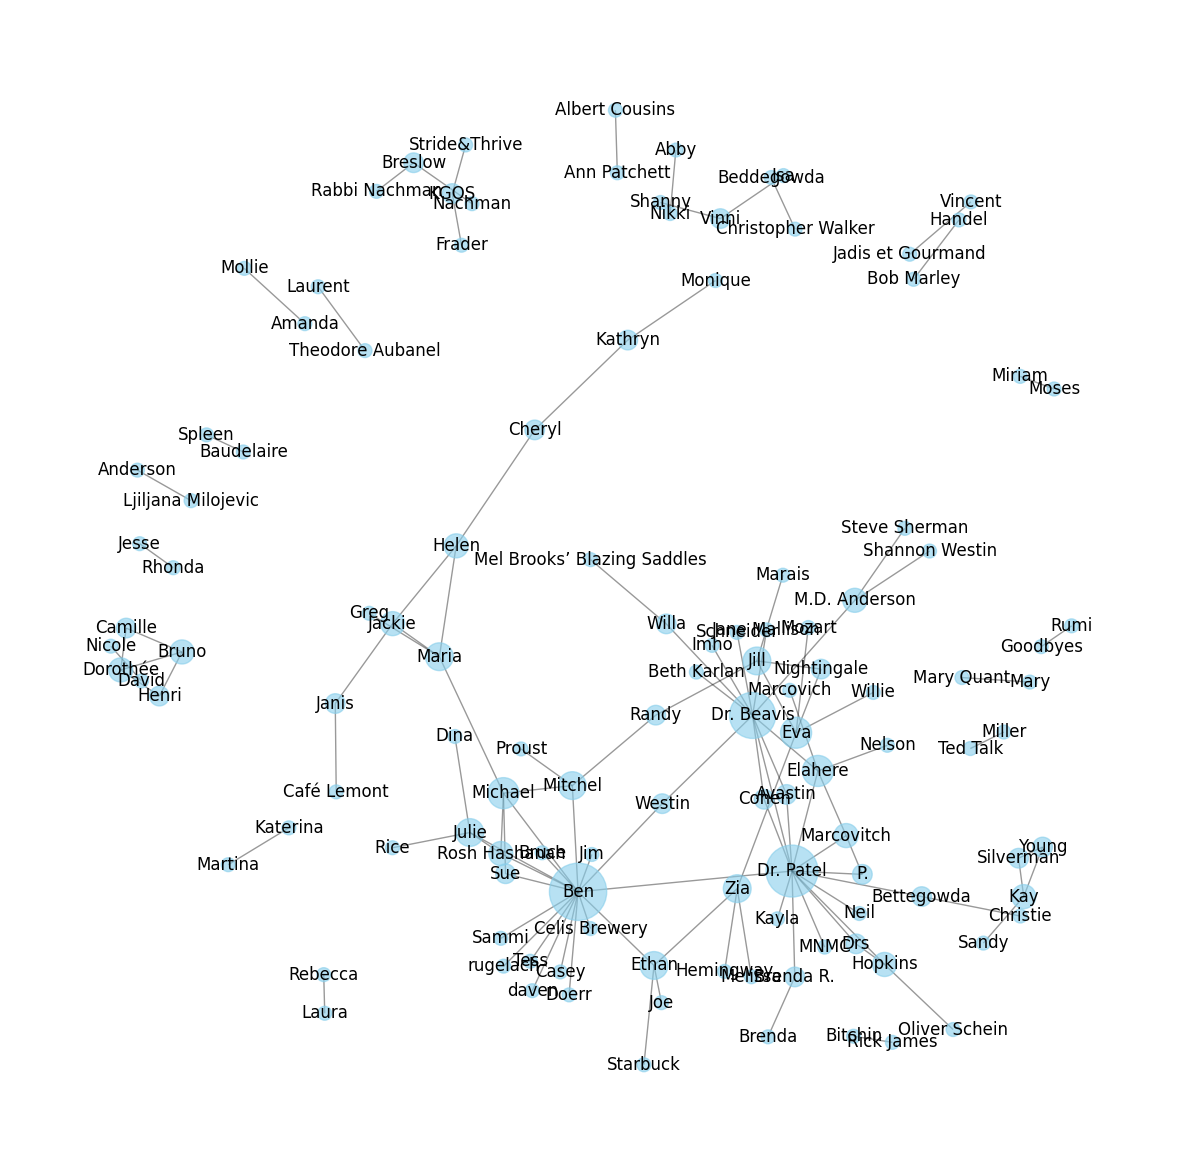 Albert Cousins
Stride&Thrive
Abby
Breslow
Ann Patchett
Beddegowda
Isa
Rabbi Nachman
KGOS
Nachman
Shanny
Nikki
Vinni
Vincent
Handel
Christopher Walker
Frader
Jadis et Gourmand
Mollie
Bob Marley
Laurent
Monique
Amanda
Kathryn
Theodore Aubanel
Miriam
Moses
Cheryl
Spleen
Baudelaire
Anderson
Ljiljana Milojevic
Steve Sherman
Jesse
Helen
Shannon Westin
Mel Brooks’ Blazing Saddles
Rhonda
Marais
M.D. Anderson
Greg
Jackie
Camille
Willa
Schneider
Jane Mallison
Mozart
Rumi
Nicole
Imho
Goodbyes
Bruno
Maria
Jill
Dorothée
David
Beth Karlan
Nightingale
Mary Quant
Mary
Henri
Marcovich
Willie
Janis
Randy
Dr. Beavis
Dina
Eva
Miller
Proust
Nelson
Ted Talk
Elahere
Mitchel
Café Lemont
Michael
Avastin
Cohen
Westin
Katerina
Julie
Marcovitch
Rice
Rosh Hashanah
Bruce
Jim
Young
Silverman
Martina
Sue
Dr. Patel
P.
Ben
Zia
Bettegowda
Kay
Neil
Christie
Kayla
Celis Brewery
Sammi
MNMC
Drs
Sandy
rugelach
Tess
Ethan
Hopkins
Casey
Hemingway
Melissa
Brenda R.
Rebecca
daven
Doerr
Joe
Laura
Brenda
Bitchin
Rick James
Oliver Schein
Starbuck